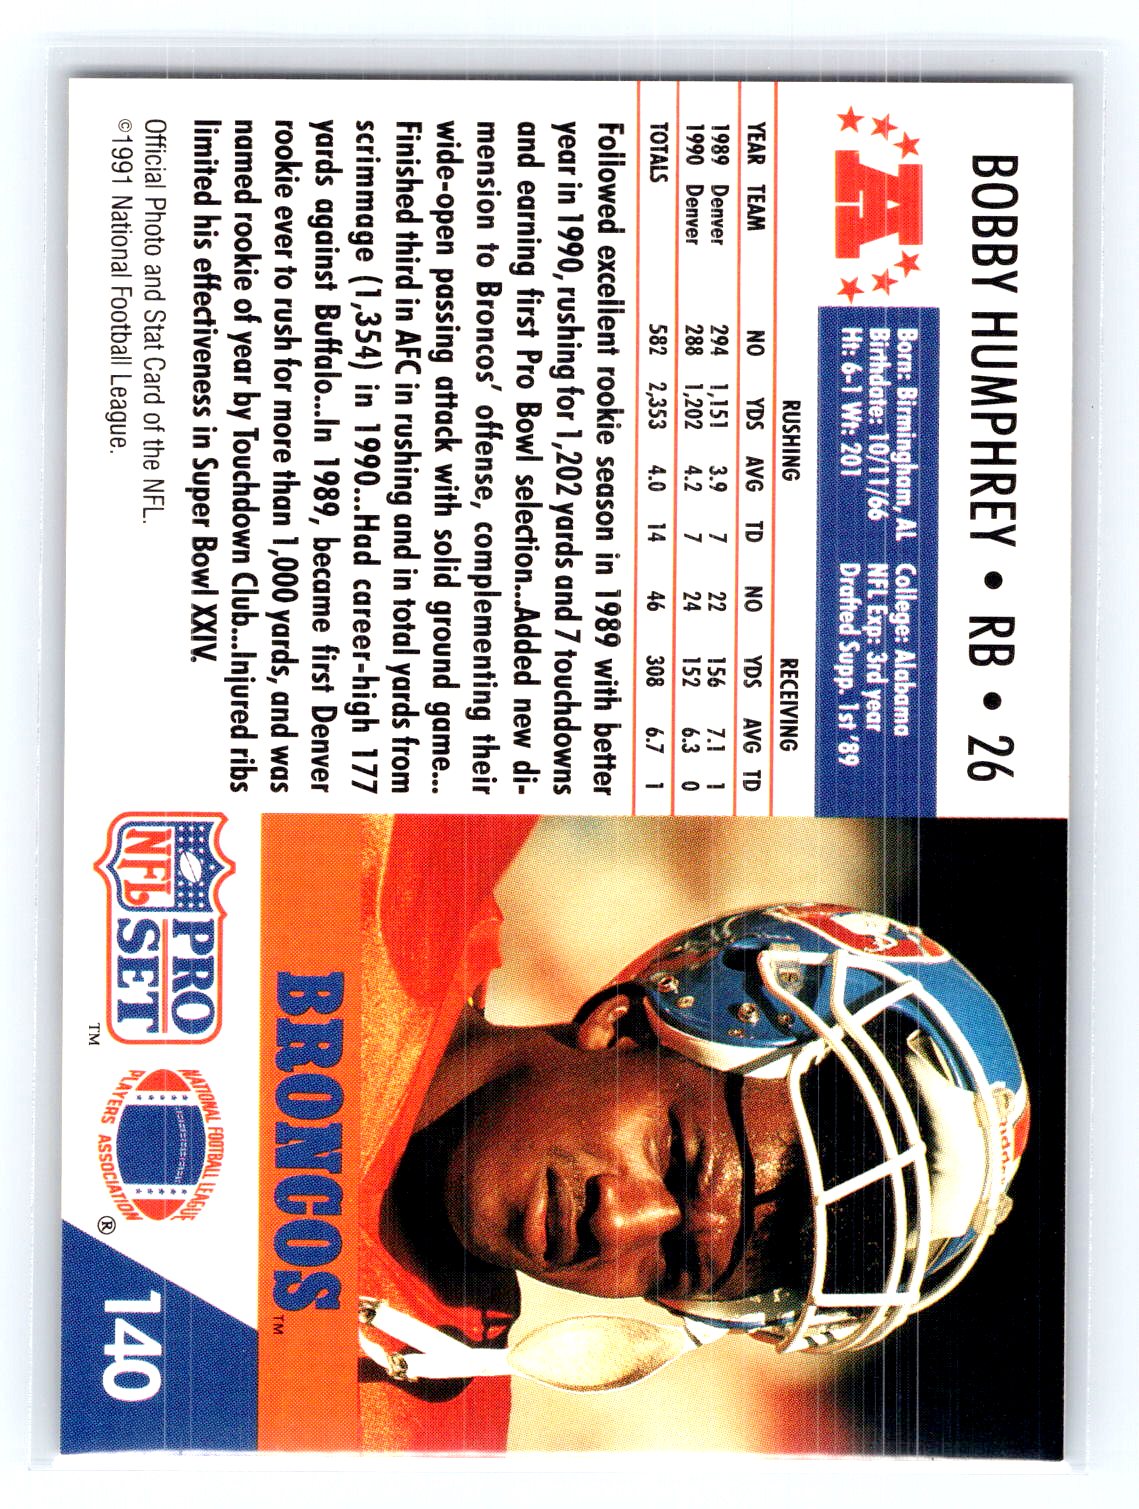 BOBBY HUMPHREY • RB • 26
A
Born: Birmingham, AL College: Alabama
Birthdate: 10/11/66 NFL Exp: 3rd year
Ht: 6-1 Wt: 201 Drafted Supp. 1st '89
RUSHING RECEIVING
YEAR TEAM NO YDS AVG TD NO YDS AVG TD
1989 Denver 294 1,151 3.9 7 22 156 7.1 1
1990 Denver 288 1,202 4.2 7 24 152 6.3 0
TOTALS 582 2,353 4.0 14 46 308 6.7 1
Followed excellent rookie season in 1989 with better
year in 1990, rushing for 1,202 yards and 7 touchdowns
and earning first Pro Bowl selection...Added new di-
mension to Broncos' offense, complementing their
wide-open passing attack with solid ground game...
Finished third in AFC in rushing and in total yards from
scrimmage (1,354) in 1990...Had career-high 177
yards against Buffalo...In 1989, became first Denver
rookie ever to rush for more than 1,000 yards, and was
named rookie of year by Touchdown Club...Injured ribs
limited his effectiveness in Super Bowl XXIV.
Official Photo and Stat Card of the NFL.
©1991 National Football League.
BRONCOS™
NFL PRO SET™
NATIONAL FOOTBALL LEAGUE
PLAYERS ASSOCIATION®
140